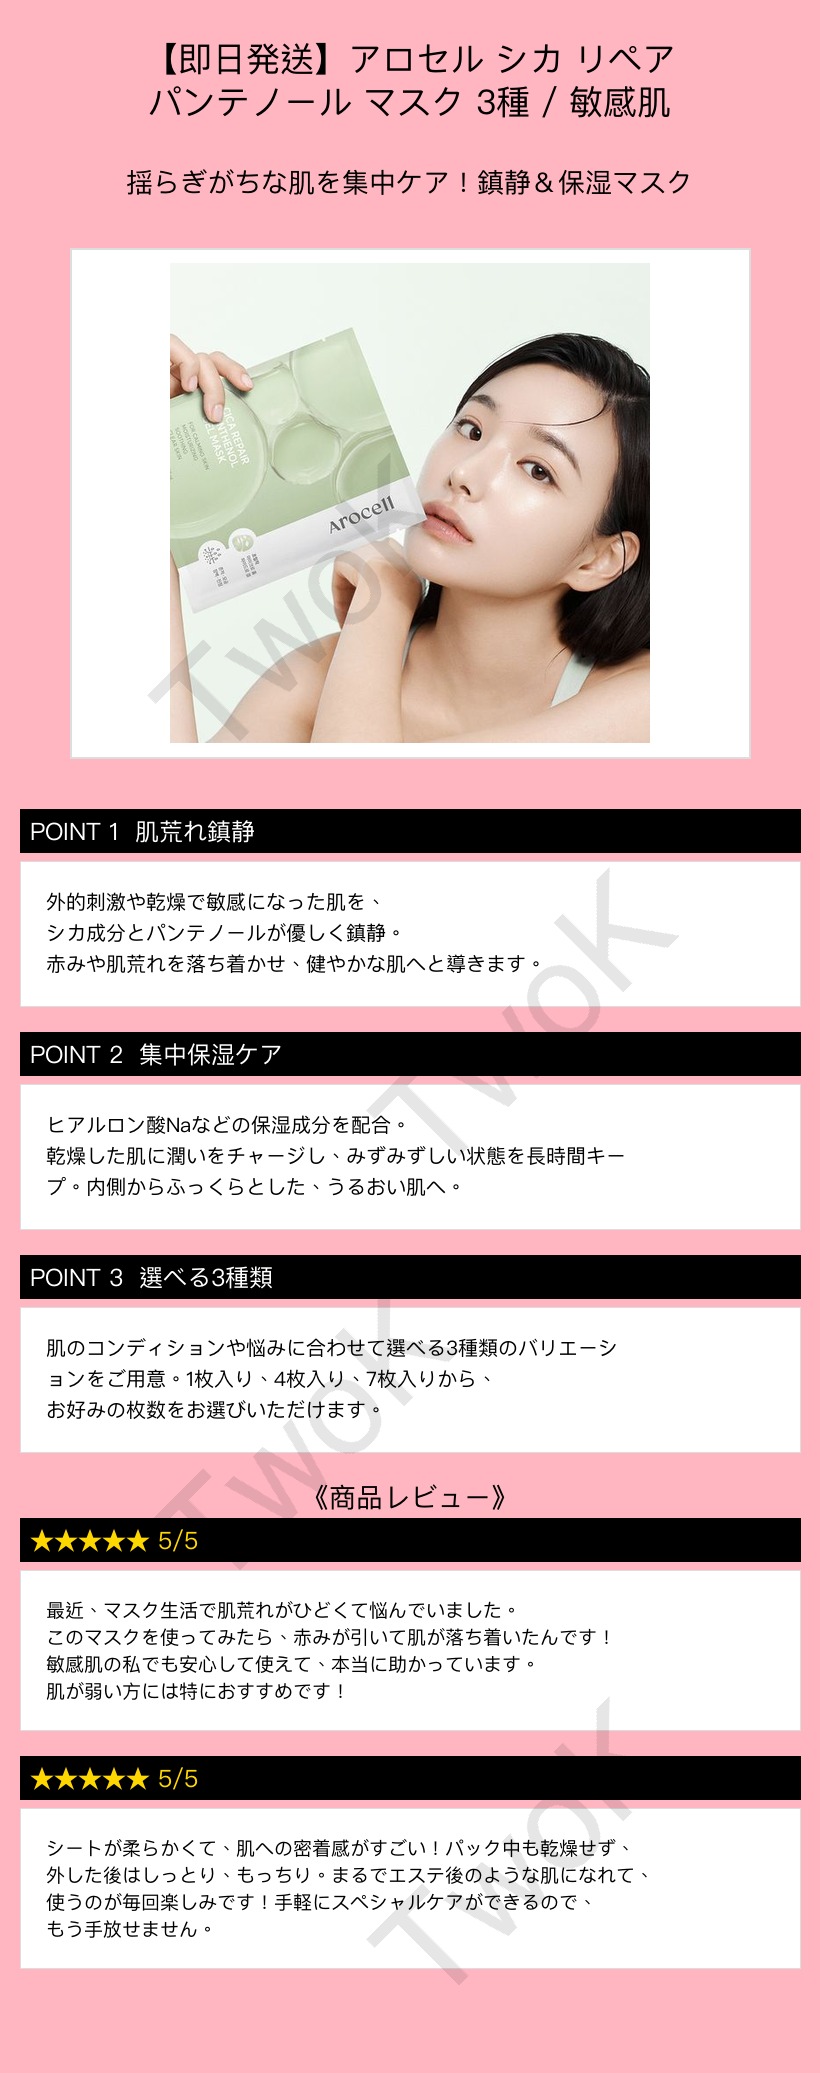 【即日発送】アロセル シカ リペア
パンテノール マスク 3種 / 敏感肌
揺らぎがちな肌を集中ケア！鎮静＆保湿マスク
CICA REPAIR
MASK
FOR CALMING SKIN
MOISTURIZING
SOOTHING
CLEAR SKIN
Arocell
TwoK
POINT 1 肌荒れ鎮静
外的刺激や乾燥で敏感になった肌を、
シカ成分とパンテノールが優しく鎮静。
赤みや肌荒れを落ち着かせ、健やかな肌へと導きます。
TwoK
POINT 2 集中保湿ケア
ヒアルロン酸Naなどの保湿成分を配合。
乾燥した肌に潤いをチャージし、みずみずしい状態を長時間キー
プ。内側からふっくらとした、うるおい肌へ。
POINT 3 選べる3種類
肌のコンディションや悩みに合わせて選べる3種類のバリエーシ
ョンをご用意。1枚入り、4枚入り、7枚入りから、
お好みの枚数をお選びいただけます。
TwoK
《商品レビュー》
★★★★★ 5/5
最近、マスク生活で肌荒れがひどくて悩んでいました。
このマスクを使ってみたら、赤みが引いて肌が落ち着いたんです！
敏感肌の私でも安心して使えて、本当に助かっています。
肌が弱い方には特におすすめです！
★★★★★ 5/5
シートが柔らかくて、肌への密着感がすごい！パック中も乾燥せず、
外した後はしっとり、もっちり。まるでエステ後のような肌になれて、
使うのが毎回楽しみです！手軽にスペシャルケアができるので、
もう手放せません。
TwoK